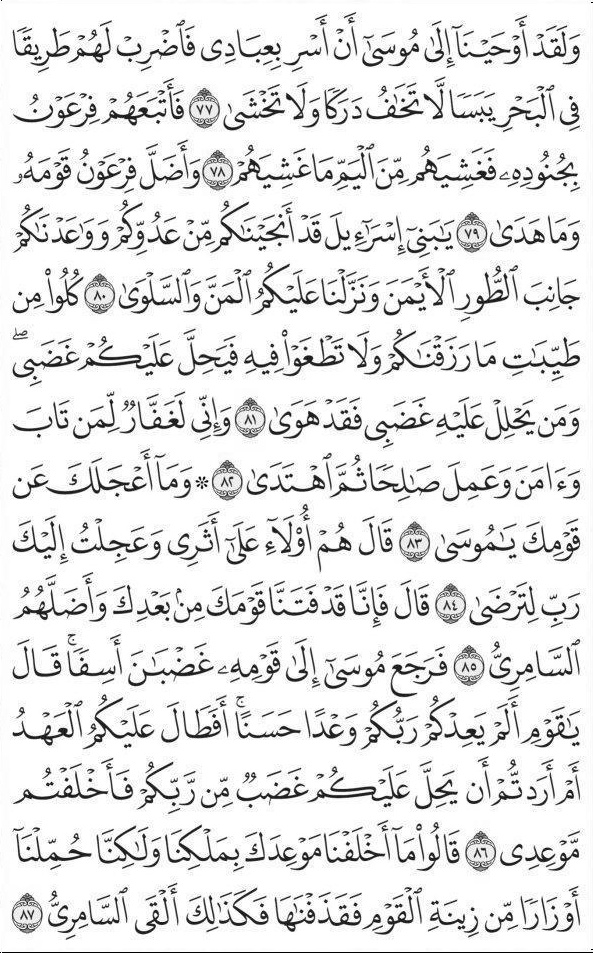 وَلَقَدۡ أَوۡحَيۡنَآ إِلَىٰ مُوسَىٰٓ أَنۡ أَسۡرِ بِعِبَادِي فَٱضۡرِبۡ لَهُمۡ طَرِيقٗا
فِي ٱلۡبَحۡرِ يَبَسٗا لَّا تَخَٰفُ دَرَكٗا وَلَا تَخۡشَىٰ ٧٧ فَأَتۡبَعَهُمۡ فِرۡعَوۡنُ
بِجُنُودِهِۦ فَغَشِيَهُم مِّنَ ٱلۡيَمِّ مَا غَشِيَهُمۡ ٧٨ وَأَضَلَّ فِرۡعَوۡنُ قَوۡمَهُۥ
وَمَا هَدَىٰ ٧٩ يَٰبَنِيٓ إِسۡرَٰٓءِيلَ قَدۡ أَنجَيۡنَٰكُم مِّنۡ عَدُوِّكُمۡ وَوَٰعَدۡنَٰكُمۡ
جَانِبَ ٱلطُّورِ ٱلۡأَيۡمَنَ وَنَزَّلۡنَا عَلَيۡكُمُ ٱلۡمَنَّ وَٱلسَّلۡوَىٰ ٨٠ كُلُواْ مِن
طَيِّبَٰتِ مَا رَزَقۡنَٰكُمۡ وَلَا تَطۡغَوۡاْ فِيهِ فَيَحِلَّ عَلَيۡكُمۡ غَضَبِيۖ
وَمَن يَحۡلِلۡ عَلَيۡهِ غَضَبِي فَقَدۡ هَوَىٰ ٨١ وَإِنِّي لَغَفَّارٞ لِّمَن تَابَ
وَءَامَنَ وَعَمِلَ صَٰلِحٗا ثُمَّ ٱهۡتَدَىٰ ٨٢ ۞ وَمَآ أَعۡجَلَكَ عَن
قَوۡمِكَ يَٰمُوسَىٰ ٨٣ قَالَ هُمۡ أُوْلَآءِ عَلَىٰٓ أَثَرِي وَعَجِلۡتُ إِلَيۡكَ
رَبِّ لِتَرۡضَىٰ ٨٤ قَالَ فَإِنَّا قَدۡ فَتَنَّا قَوۡمَكَ مِنۢ بَعۡدِكَ وَأَضَلَّهُمُ
ٱلسَّامِرِيُّ ٨٥ فَرَجَعَ مُوسَىٰٓ إِلَىٰ قَوۡمِهِۦ غَضۡبَٰنَ أَسِفٗاۚ قَالَ
يَٰقَوۡمِ أَلَمۡ يَعِدۡكُمۡ رَبُّكُمۡ وَعۡدًا حَسَنًاۚ أَفَطَالَ عَلَيۡكُمُ ٱلۡعَهۡدُ
أَمۡ أَرَدتُّمۡ أَن يَحِلَّ عَلَيۡكُمۡ غَضَبٞ مِّن رَّبِّكُمۡ فَأَخۡلَفۡتُم
مَّوۡعِدِي ٨٦ قَالُواْ مَآ أَخۡلَفۡنَا مَوۡعِدَكَ بِمَلۡكِنَا وَلَٰكِنَّا حُمِّلۡنَآ
أَوۡزَارٗا مِّن زِينَةِ ٱلۡقَوۡمِ فَقَذَفۡنَٰهَا فَكَذَٰلِكَ أَلۡقَى ٱلسَّامِرِيُّ ٨٧